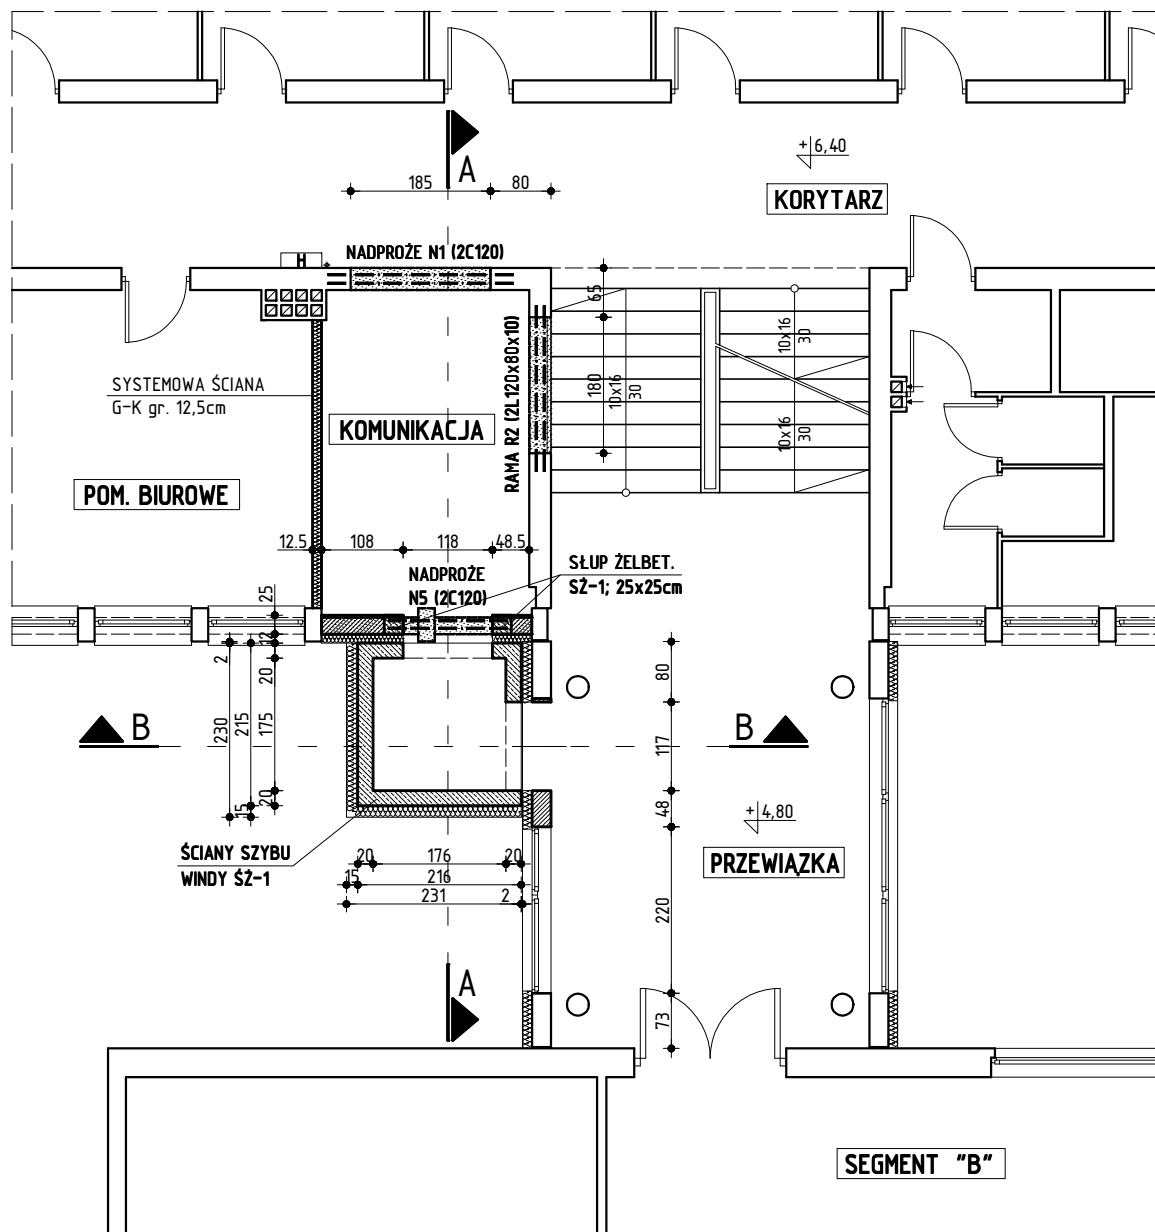 +6,40
A
185
80
KORYTARZ
NADPROŻE N1 (2C120)
H
65
10x16
30
SYSTEMOWA ŚCIANA
G-K gr. 12,5cm
180
10x16
30
RAMA R2 (2L120x80x10)
KOMUNIKACJA
10x16
30
POM. BIUROWE
12.5
108
118
48.5
SŁUP ŻELBET.
SŻ-1; 25x25cm
NADPROŻE
N5 (2C120)
25
12
2
20
80
230
215
175
B
B
117
20
15
48
+4,80
ŚCIANY SZYBU
WINDY ŚŻ-1
20
176
20
PRZEWIĄZKA
15
216
231
2
220
A
73
SEGMENT "B"